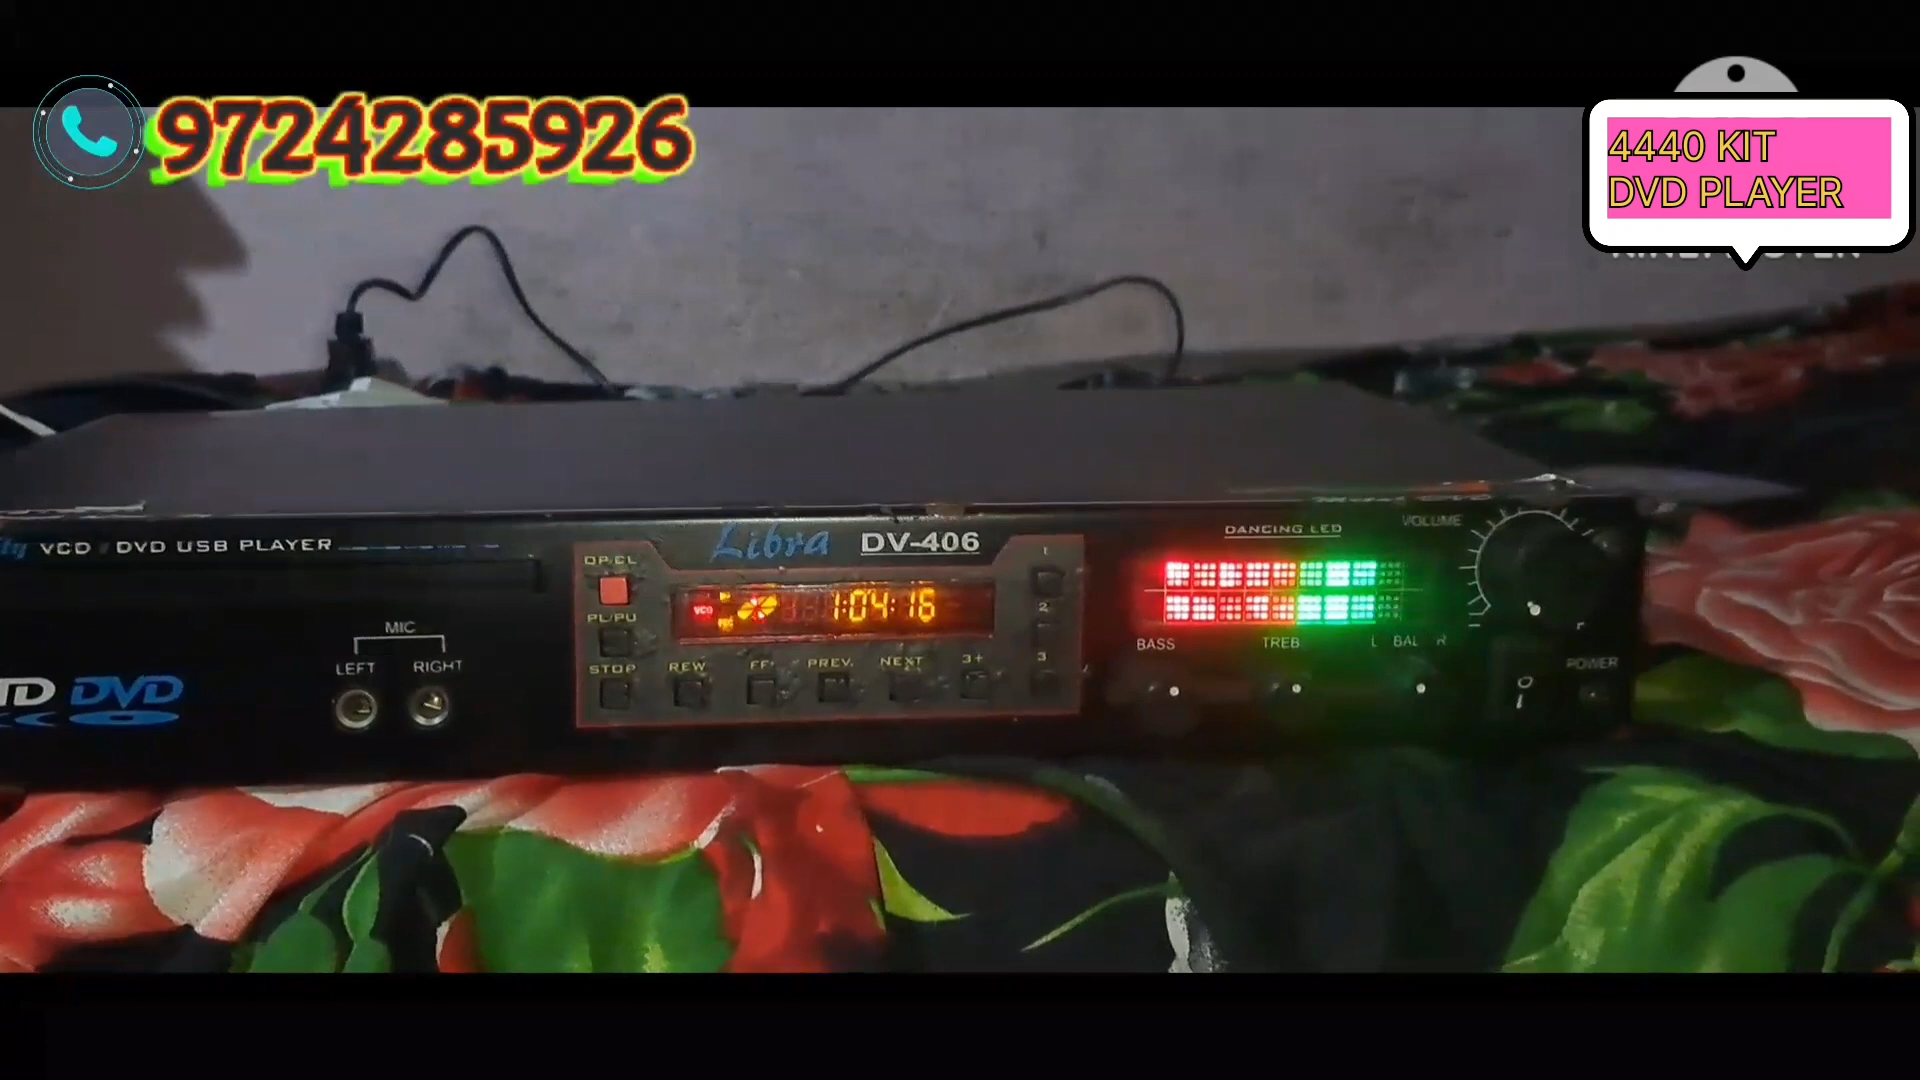 9724285926
4440 KIT
DVD PLAYER
VCD DVD USB PLAYER
Libra DV-406
DANCING LED
VOLUME
OP/CL
1
VCD
1:04:16
PL/PU
2
MIC
LEFT RIGHT
STOP REW FF PREV. NEXT 3+ 3
BASS TREB L BAL R
POWER
DVD